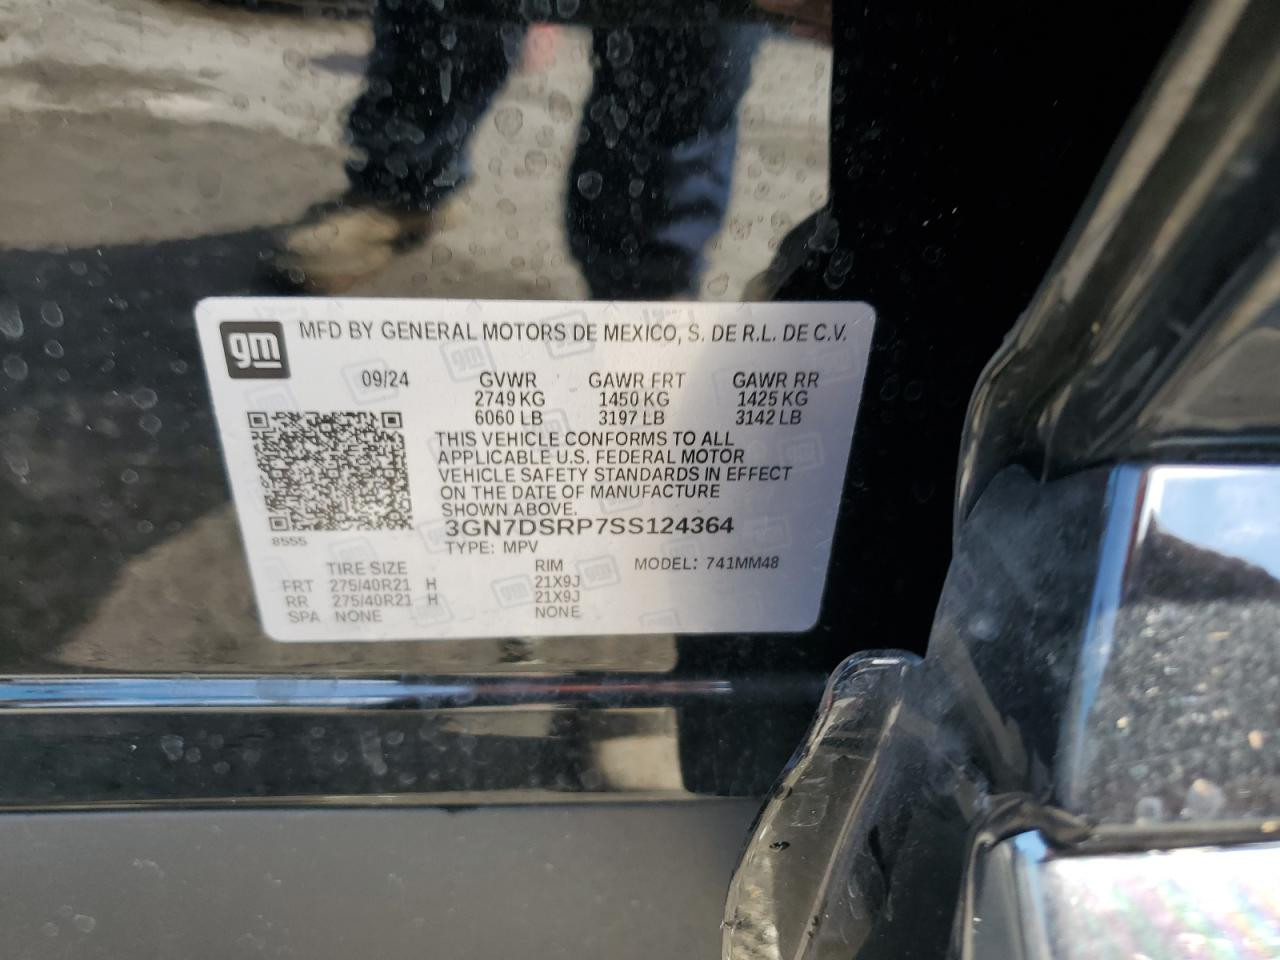 gm MFD BY GENERAL MOTORS DE MEXICO, S. DE R.L. DE C.V.
09/24 GVWR GAWR FRT GAWR RR
2749 KG 1450 KG 1425 KG
6060 LB 3197 LB 3142 LB
THIS VEHICLE CONFORMS TO ALL
APPLICABLE U.S. FEDERAL MOTOR
VEHICLE SAFETY STANDARDS IN EFFECT
ON THE DATE OF MANUFACTURE
SHOWN ABOVE.
3GN7DSRP7SS124364
8555
TYPE: MPV
TIRE SIZE RIM MODEL: 741MM48
FRT 275/40R21 H 21X9J
RR 275/40R21 H 21X9J
SPA NONE NONE